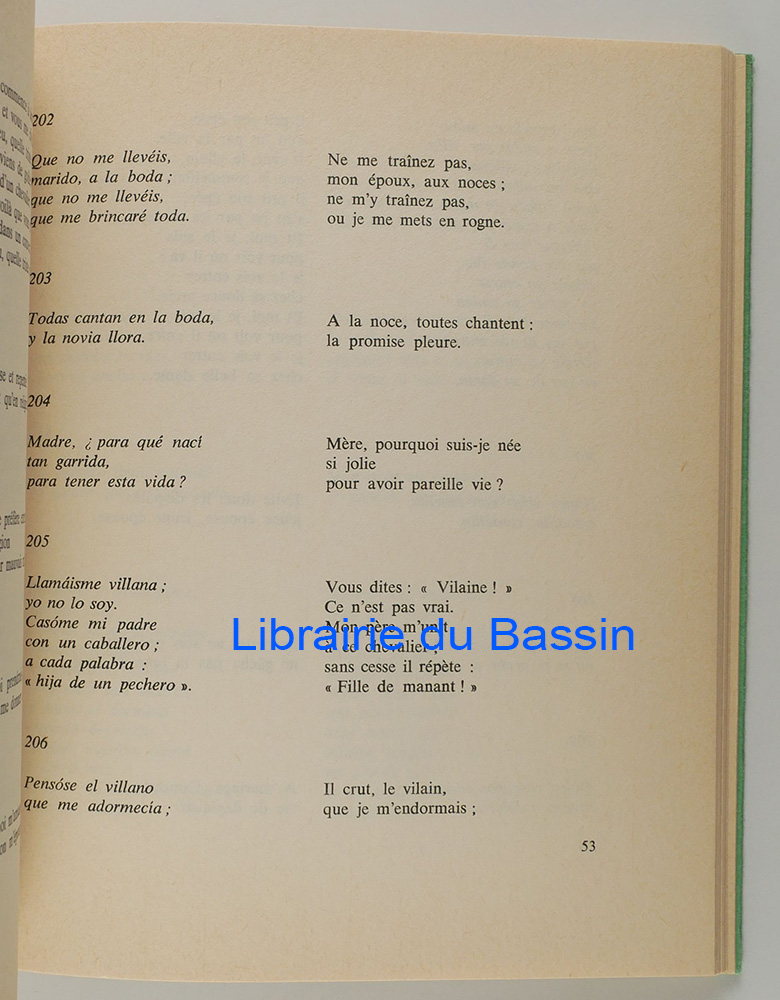 202
Que no me llevéis,
marido, a la boda ;
que no me llevéis,
que me brincaré toda.
Ne me traînez pas,
mon époux, aux noces ;
ne m'y traînez pas,
ou je me mets en rogne.
203
Todas cantan en la boda,
y la novia llora.
A la noce, toutes chantent :
la promise pleure.
204
Madre, ¿ para qué nací
tan garrida,
para tener esta vida ?
Mère, pourquoi suis-je née
si jolie
pour avoir pareille vie ?
205
Llamáisme villana ;
yo no lo soy.
Casóme mi padre
con un caballero ;
a cada palabra :
« hija de un pechero ».
Vous dites : « Vilaine ! »
Ce n'est pas vrai.
Mon père m'unit
à ce chevalier ;
sans cesse il répète :
« Fille de manant ! »
Librairie du Bassin
206
Pensóse el villano
que me adormecía ;
Il crut, le vilain,
que je m'endormais ;
53